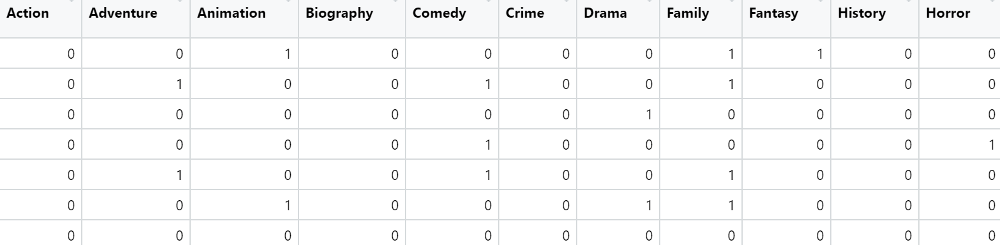 Action Adventure Animation Biography Comedy Crime Drama Family Fantasy History Horror
0 0 1 0 0 0 0 1 1 0 0
0 1 0 0 1 0 0 1 0 0 0
0 0 0 0 0 0 1 0 0 0 0
0 0 0 0 1 0 0 0 0 0 1
0 1 0 0 1 0 0 1 0 0 0
0 0 1 0 0 0 1 1 0 0 0
0 0 0 0 0 0 0 0 0 0 0